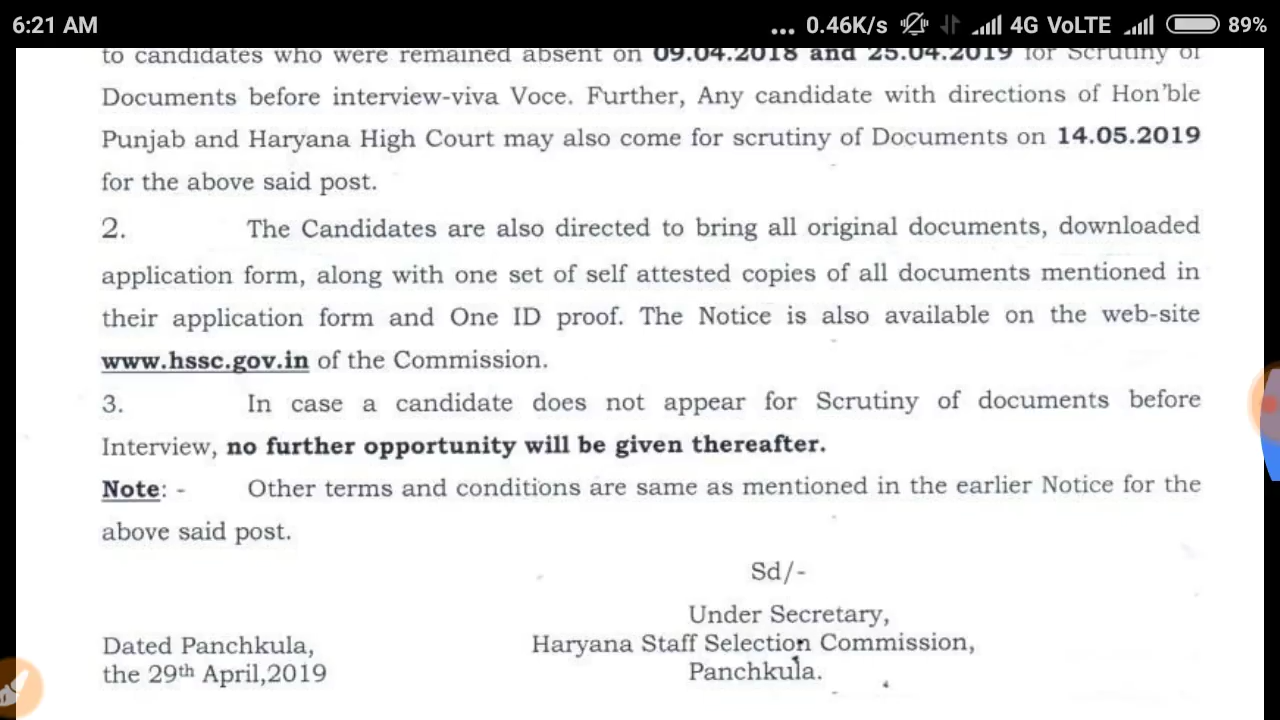 6:21 AM ... 0.46K/s 4G VoLTE 89%
to candidates who were remained absent on 09.04.2018 and 25.04.2019 for Scrutiny of
Documents before interview-viva Voce. Further, Any candidate with directions of Hon'ble
Punjab and Haryana High Court may also come for scrutiny of Documents on 14.05.2019
for the above said post.
2. The Candidates are also directed to bring all original documents, downloaded
application form, along with one set of self attested copies of all documents mentioned in
their application form and One ID proof. The Notice is also available on the web-site
www.hssc.gov.in of the Commission.
3. In case a candidate does not appear for Scrutiny of documents before
Interview, no further opportunity will be given thereafter.
Note: - Other terms and conditions are same as mentioned in the earlier Notice for the
above said post.
Sd/-
Under Secretary,
Dated Panchkula, Haryana Staff Selection Commission,
the 29th April,2019 Panchkula.